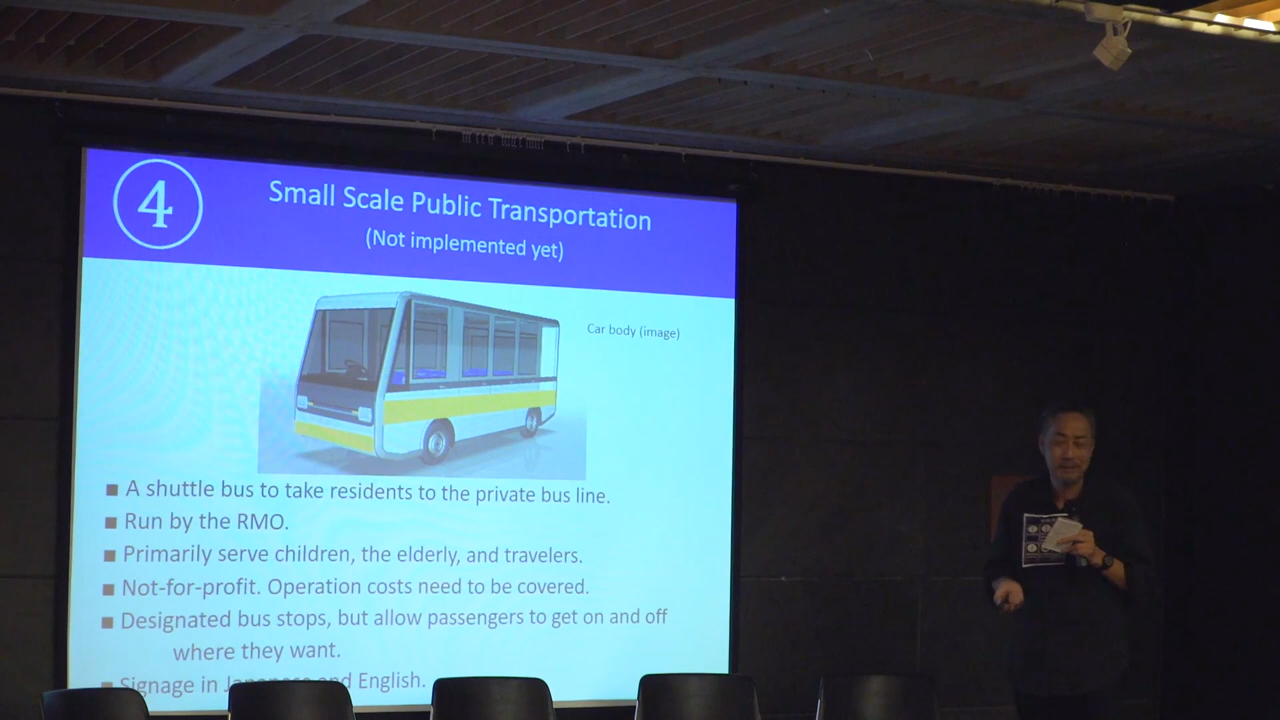 4
Small Scale Public Transportation
(Not implemented yet)
Car body (image)
A shuttle bus to take residents to the private bus line.
Run by the RMO.
Primarily serve children, the elderly, and travelers.
Not-for-profit. Operation costs need to be covered.
Designated bus stops, but allow passengers to get on and off
where they want.
Signage in Japanese and English.